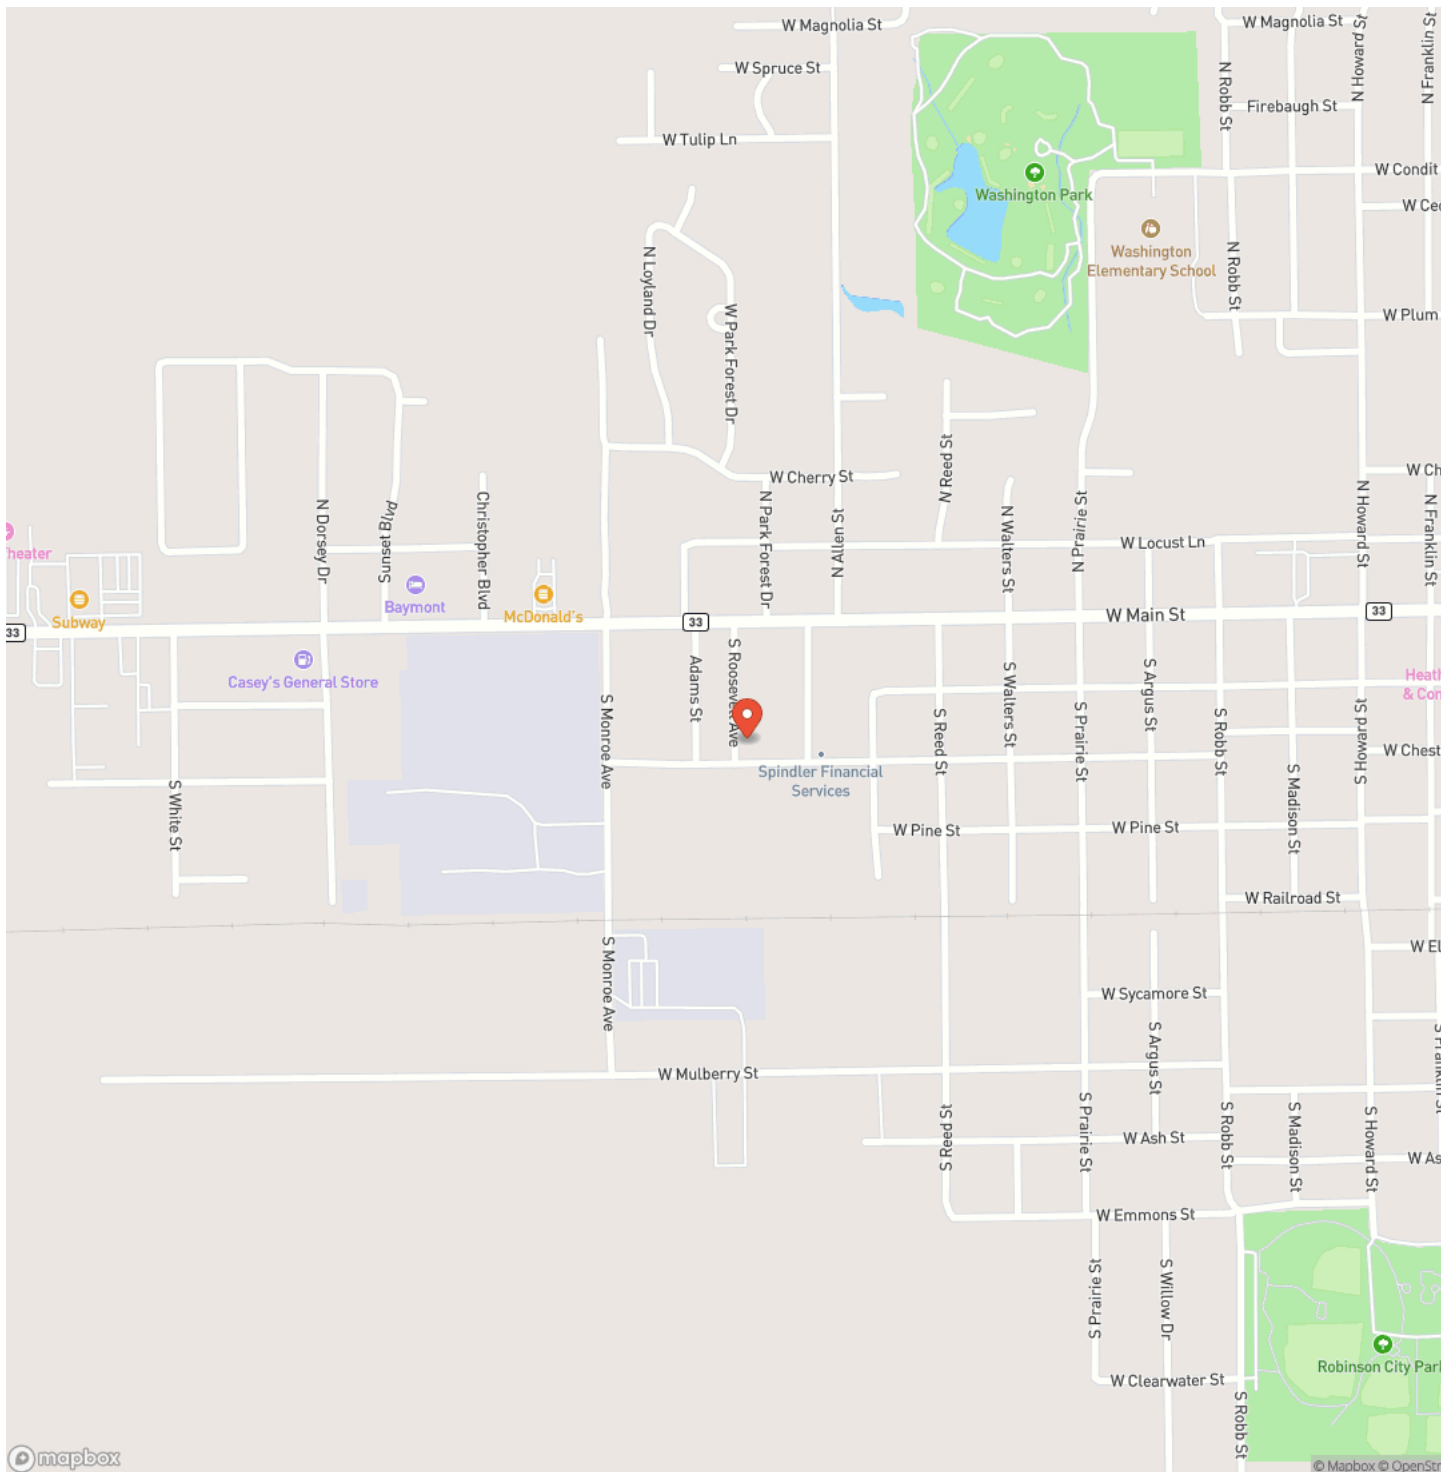 W Magnolia St
W Magnolia St
N Howard St
N Franklin St
W Spruce St
N Robb St
Firebaugh St
W Tulip Ln
W Condit
Washington Park
W Cec
Washington
Elementary School
N Robb St
N Loyland Dr
W Park Forest Dr
W Plum
W Cherry St
N Reed St
W Ch
N Dorsey Dr
Sunset Blvd
Christopher Blvd
N Park Forest Dr
N Allen St
N Walters St
N Prairie St
N Howard St
N Franklin St
W Locust Ln
heater
Subway
Baymont
McDonald's
33
33
W Main St
33
Casey's General Store
S Monroe Ave
Adams St
S Roosevelt Ave
S Reed St
S Walters St
S Prairie St
S Argus St
S Robb St
S Howard St
Heath
& Con
W Chest
Spindler Financial
Services
S White St
S Madison St
W Pine St
W Pine St
W Railroad St
S Monroe Ave
W El
W Sycamore St
S Argus St
W Mulberry St
S Reed St
S Prairie St
W Ash St
S Robb St
S Madison St
S Howard St
W As
W Emmons St
S Prairie St
S Willow Dr
Robinson City Par
W Clearwater St
S Robb St
mapbox
© Mapbox © OpenStr